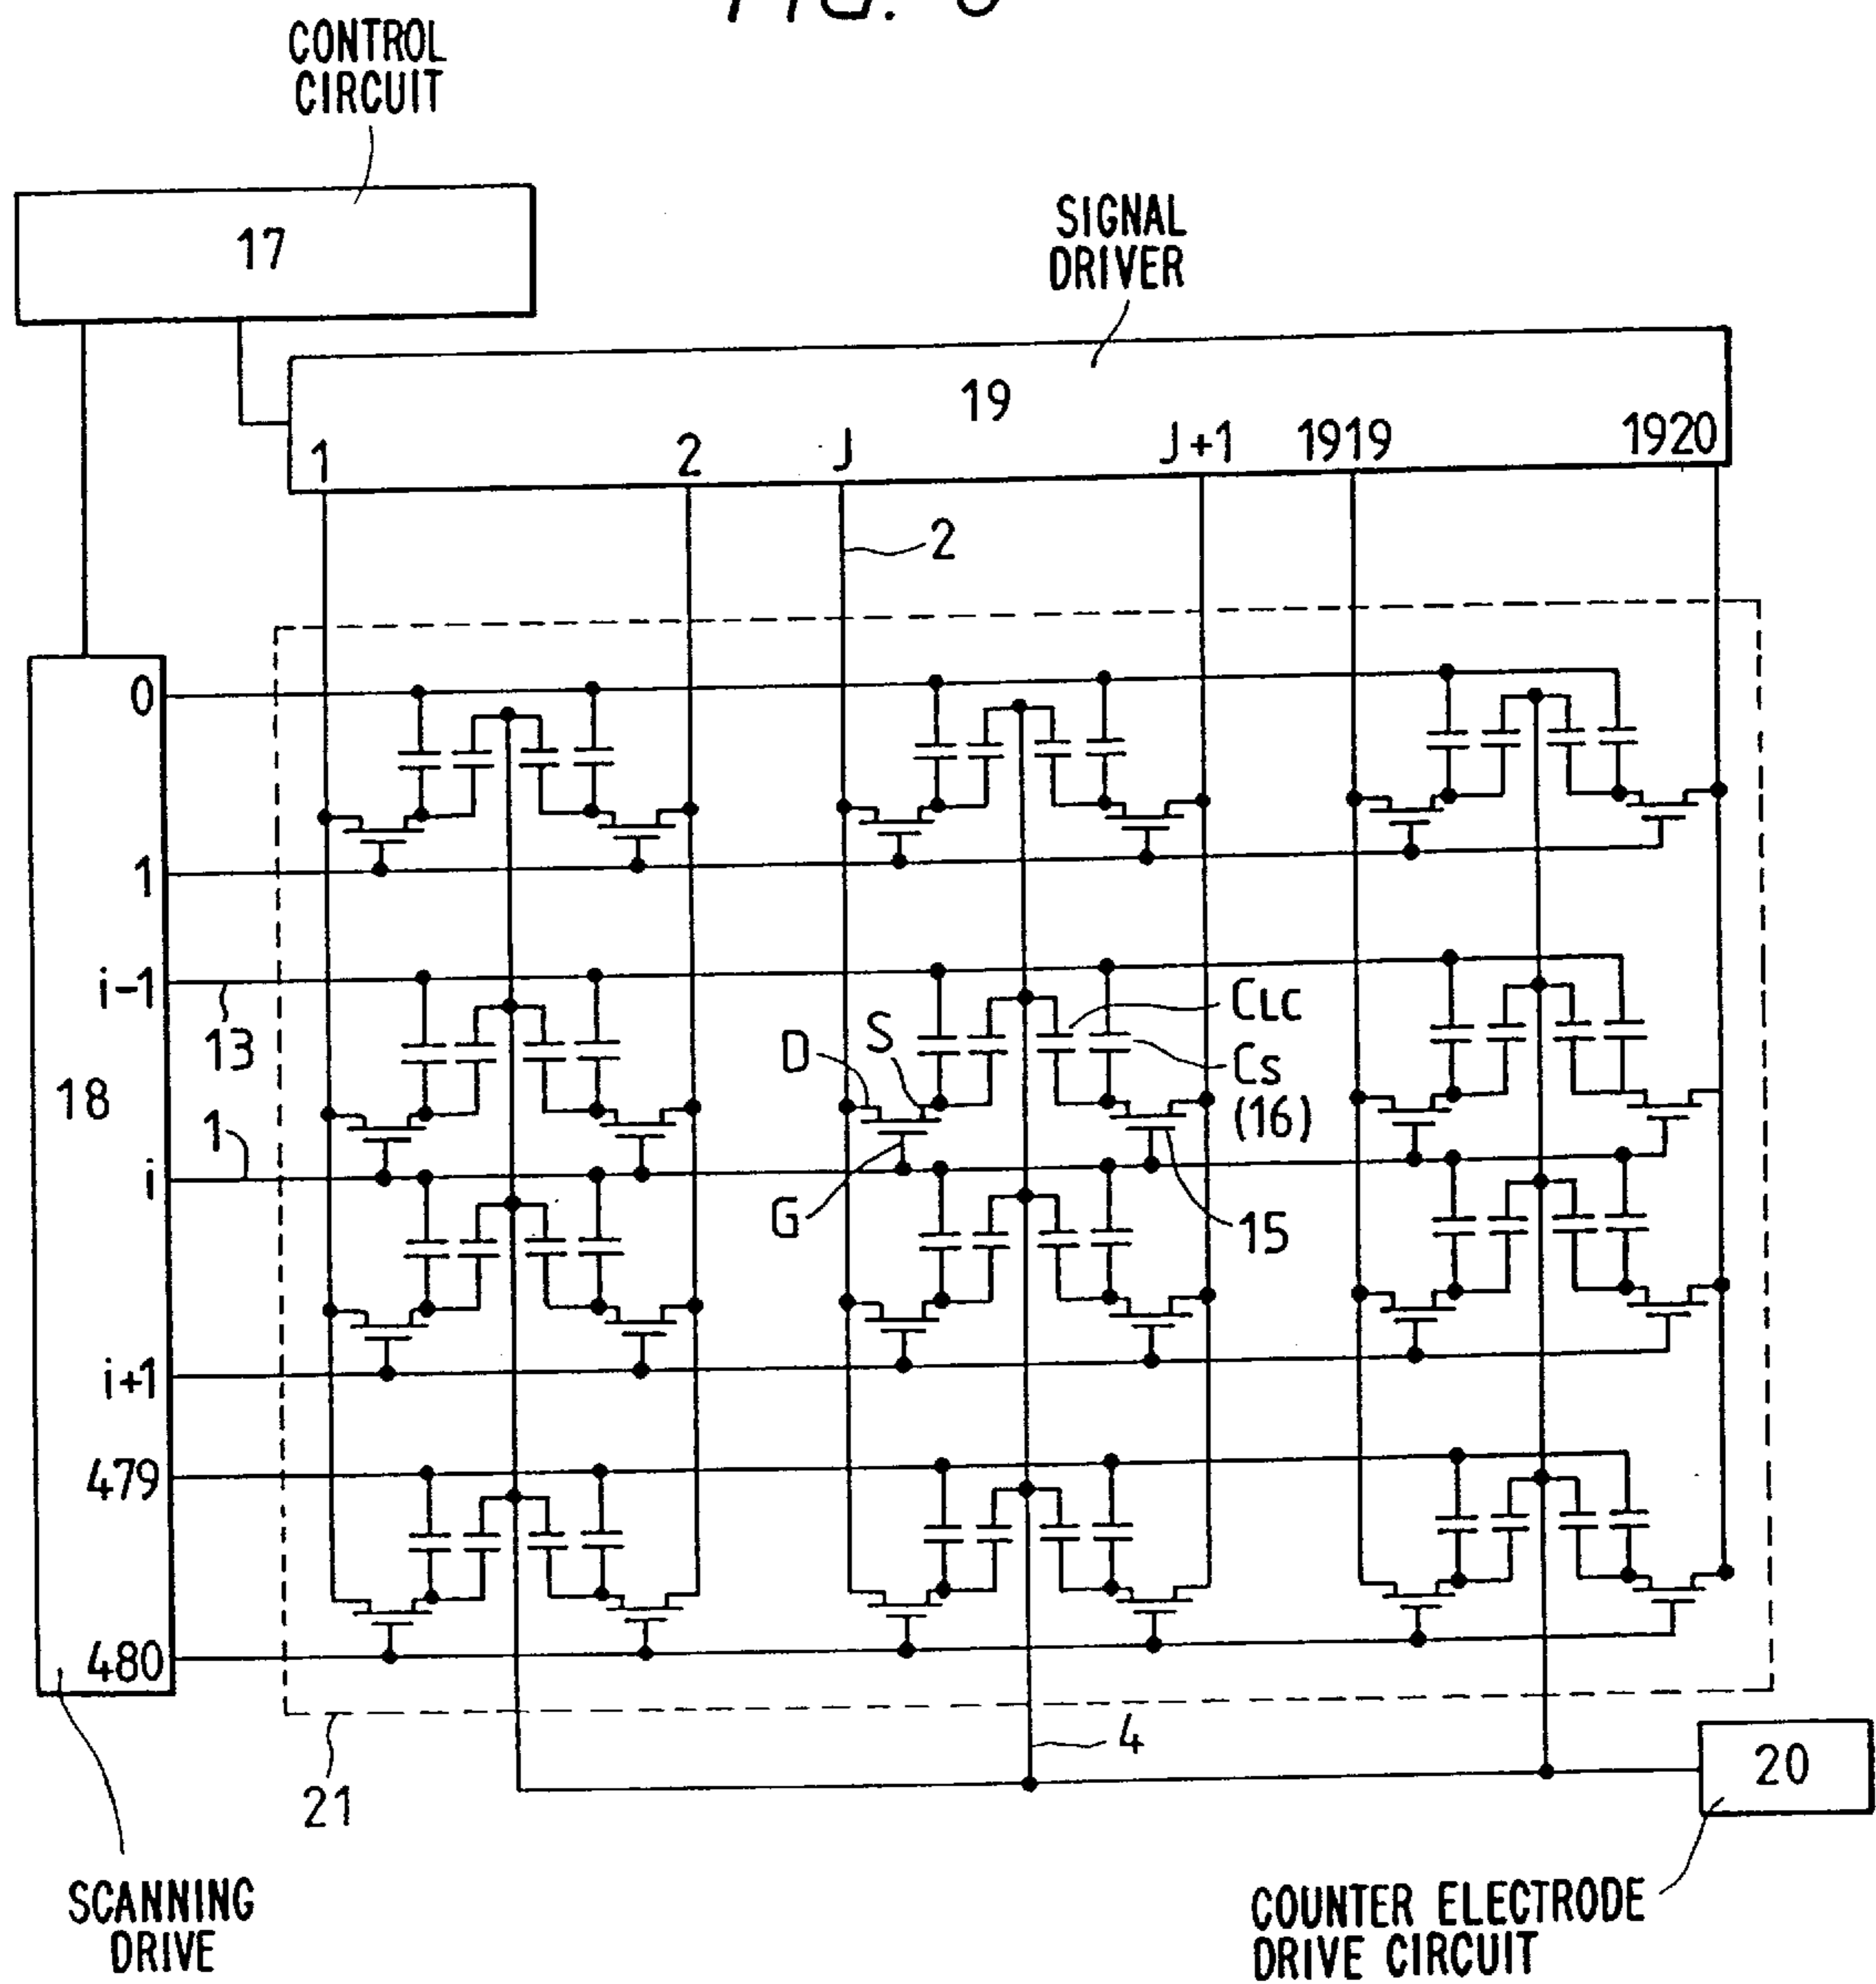 FIG.
CONTROL
CIRCUIT
17
SIGNAL
DRIVER
19
1
2
J
J+1
1919
1920
2
0
1
i-1
13
18
1
i
i+1
479
480
D
S
G
CLC
Cs
(16)
15
21
4
20
SCANNING
DRIVE
COUNTER ELECTRODE
DRIVE CIRCUIT